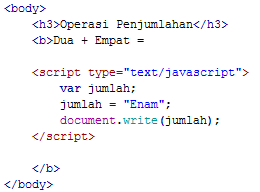 <body>
<h3>Operasi Penjumlahan</h3>
<b>Dua + Empat =
<script type="text/javascript">
var jumlah;
jumlah = "Enam";
document.write(jumlah);
</script>
</b>
</body>